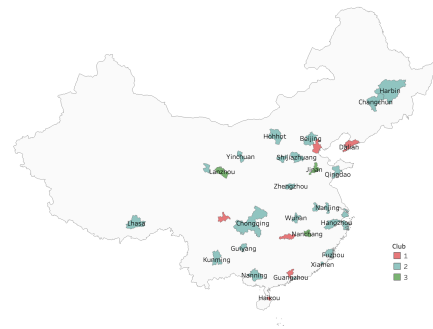 Harbin
Changchun
Hohhot
Beijing
Dalian
Yinchuan
Shijiazhuang
Lanzhou
Jinan
Qingdao
Zhengzhou
Nanjing
Lhasa
Chongqing
Wuhan
Hangzhou
Nanchang
Guiyang
Fuzhou
Kunming
Xiamen
Nanning
Guangzhou
Haikou
Club
1
2
3